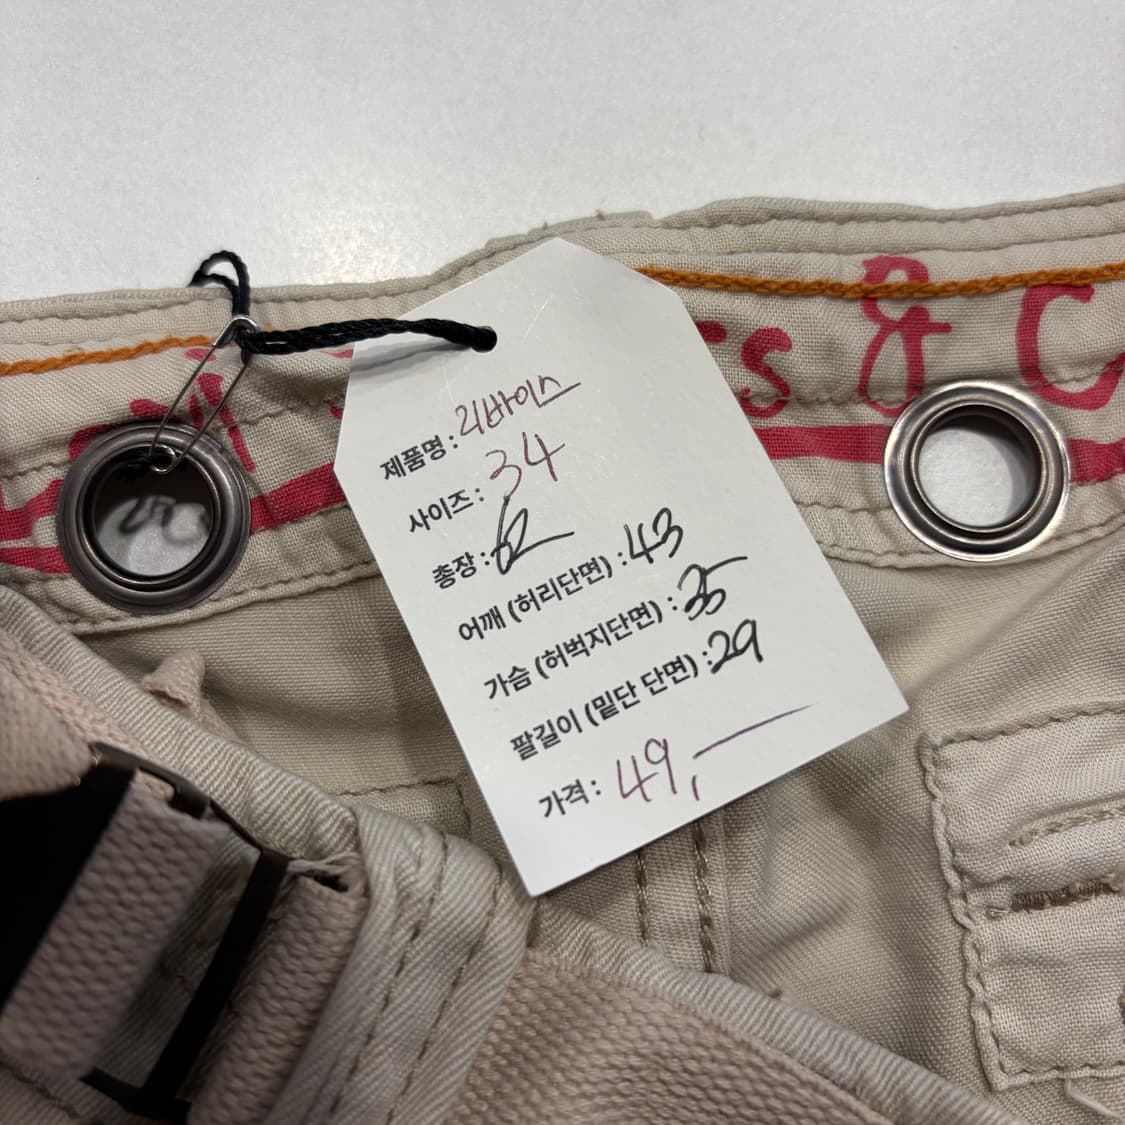 제품명 : 리바이스
사이즈 : 34
총장 : 62
어깨 (허리단면) : 43
가슴 (허벅지단면) : 35
팔길이 (밑단 단면) : 29
가격 : 49,—
& C